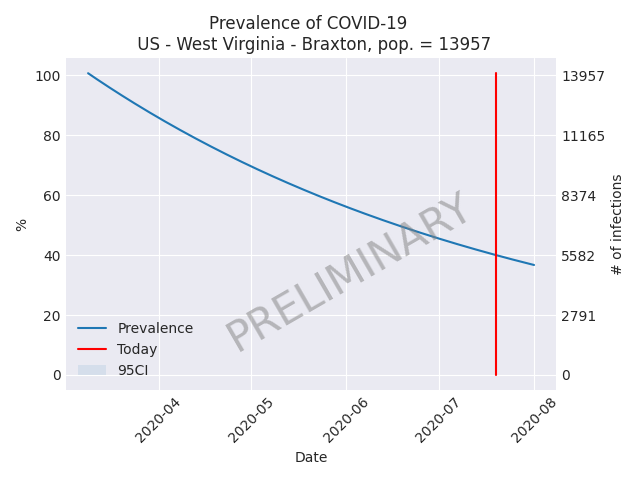 Prevalence of COVID-19
US - West Virginia - Braxton, pop. = 13957
100
80
60
40
20
0
%
13957
11165
8374
5582
2791
0
# of infections
PRELIMINARY
Prevalence
Today
95CI
2020-04
2020-05
2020-06
2020-07
2020-08
Date